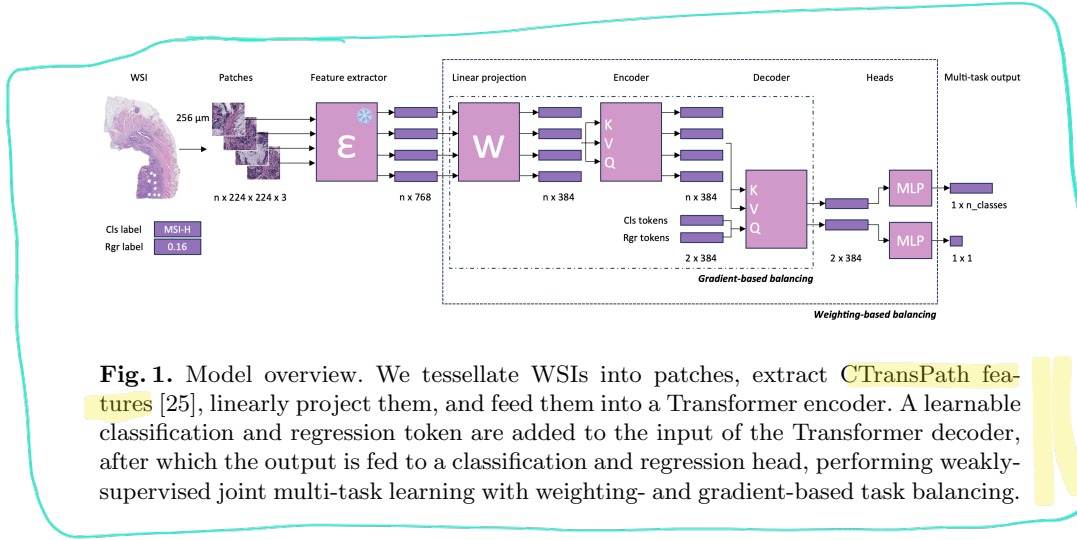 WSI Patches Feature extractor Linear projection Encoder Decoder Heads Multi-task output
256 μm
ε
W
K
V
Q
K
V
Q
MLP
MLP
n x 224 x 224 x 3
n x 768
n x 384
n x 384
1 x n_classes
Cls label MSI-H
Rgr label 0.16
Cls tokens
Rgr tokens
2 x 384
2 x 384
1 x 1
Gradient-based balancing
Weighting-based balancing
Fig. 1. Model overview. We tessellate WSIs into patches, extract CTransPath fea-
tures [25], linearly project them, and feed them into a Transformer encoder. A learnable
classification and regression token are added to the input of the Transformer decoder,
after which the output is fed to a classification and regression head, performing weakly-
supervised joint multi-task learning with weighting- and gradient-based task balancing.